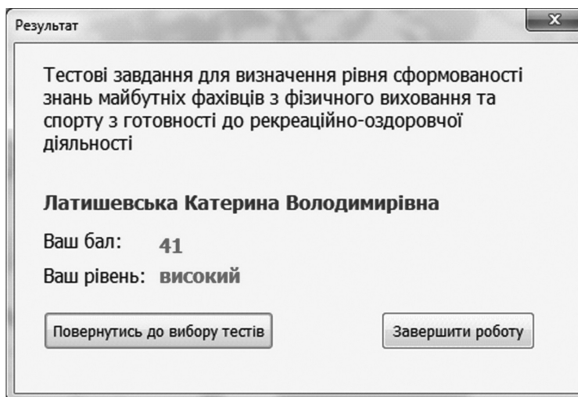 Результат
Тестові завдання для визначення рівня сформованості
знань майбутніх фахівців з фізичного виховання та
спорту з готовності до рекреаційно-оздоровчої
діяльності
Латишевська Катерина Володимирівна
Ваш бал: 41
Ваш рівень: високий
Повернутись до вибору тестів Завершити роботу